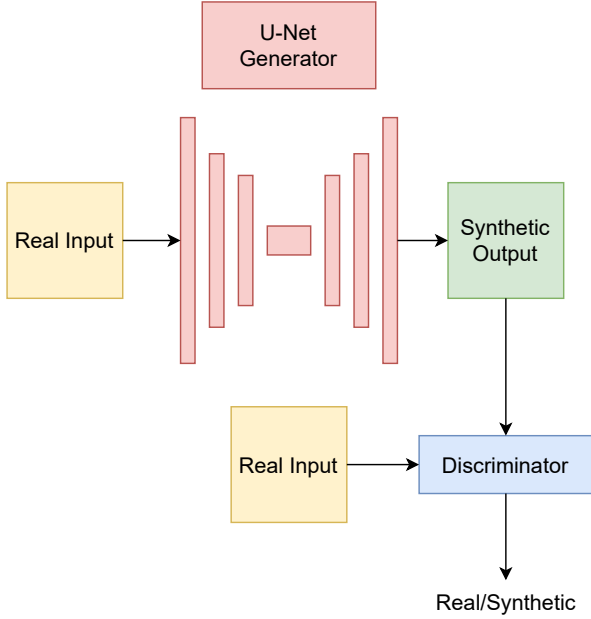 U-Net
Generator
Real Input
Synthetic
Output
Real Input
Discriminator
Real/Synthetic